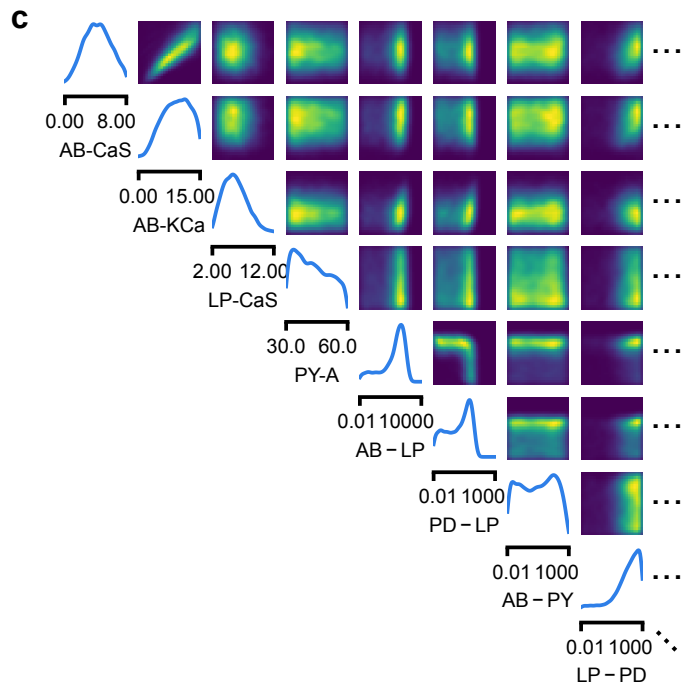 c
0.00 8.00
AB-CaS
0.00 15.00
AB-KCa
2.00 12.00
LP-CaS
30.0 60.0
PY-A
0.01 10000
AB – LP
0.01 1000
PD – LP
0.01 1000
AB – PY
0.01 1000
LP – PD